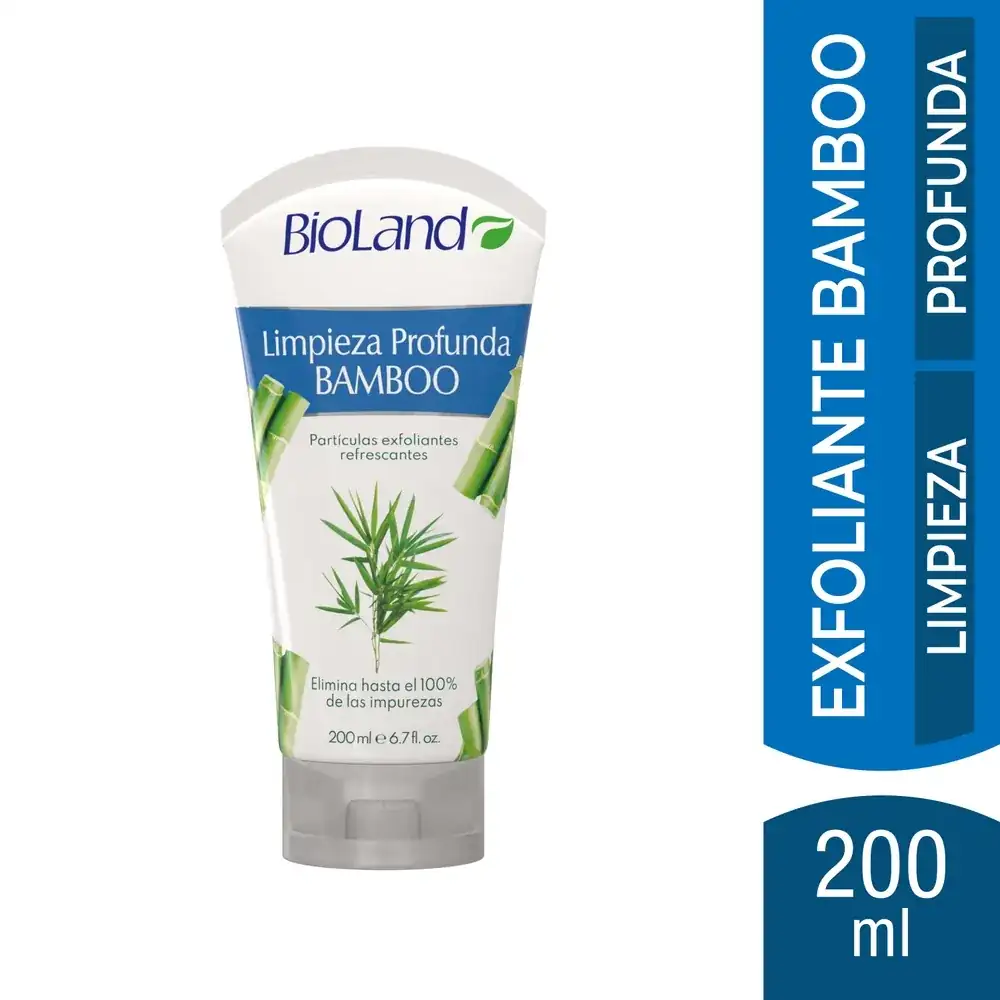 BioLand
Limpieza Profunda
BAMBOO
Partículas exfoliantes
refrescantes
Elimina hasta el 100%
de las impurezas
200 ml e 6.7 fl. oz.
EXFOLIANTE BAMBOO
LIMPIEZA
PROFUNDA
200
ml